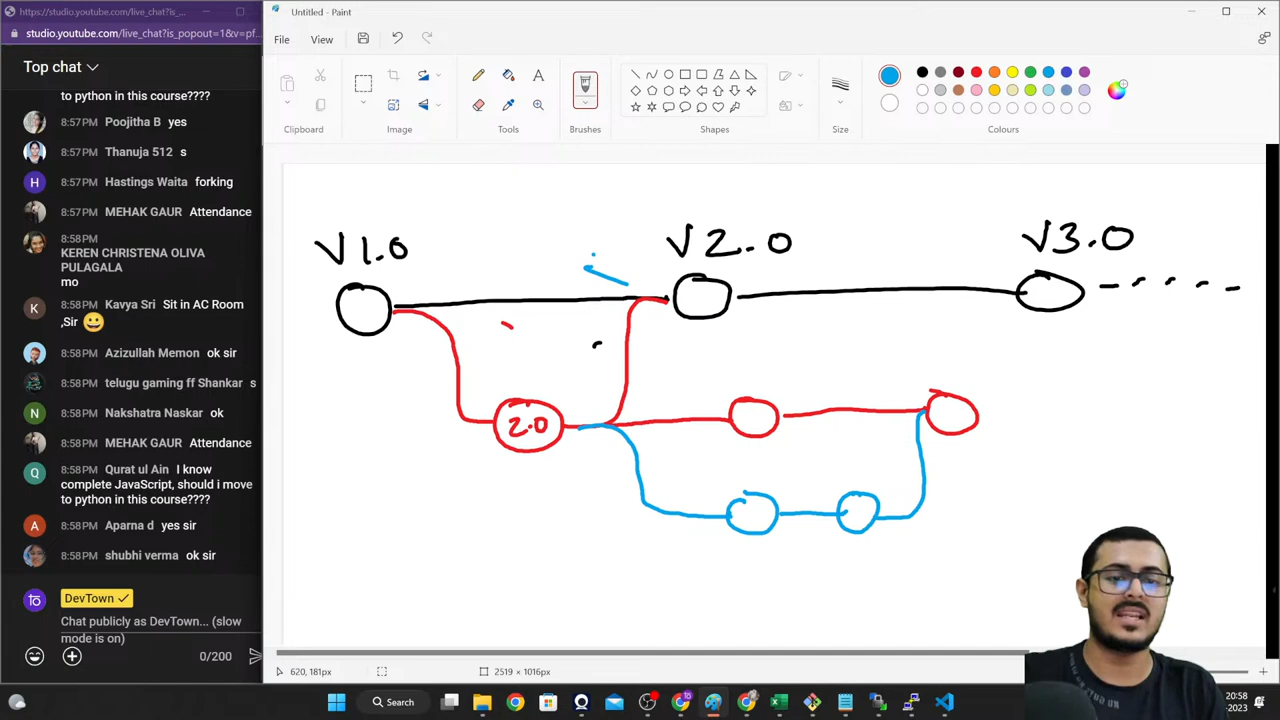 https://studio.youtube.com/live_chat?is_popout=1&v=p...
studio.youtube.com/live_chat?is_popout=1&v=pf...
Top chat
to python in this course????
8:57PM Poojitha B yes
8:57PM Thanuja 512 s
H 8:57PM Hastings Waita forking
8:57PM MEHAK GAUR Attendance
8:58PM
KEREN CHRISTENA OLIVA
PULAGALA
mo
8:58PM Kavya Sri Sit in AC Room
,Sir 😀
8:58PM Azizullah Memon ok sir
8:58PM telugu gaming ff Shankar s
N 8:58PM Nakshatra Naskar ok
8:58PM MEHAK GAUR Attendance
Q 8:58PM Qurat ul Ain I know
complete JavaScript, should i move
to python in this course????
A 8:58PM Aparna d yes sir
8:58PM shubhi verma ok sir
DevTown
Chat publicly as DevTown... (slow
mode is on)
0/200
Untitled - Paint
File View
Clipboard Image Tools Brushes Shapes Size Colours
V1.0 V2.0 V3.0
2.0
620, 181px 2519 × 1016px
Search
20:58
-2023